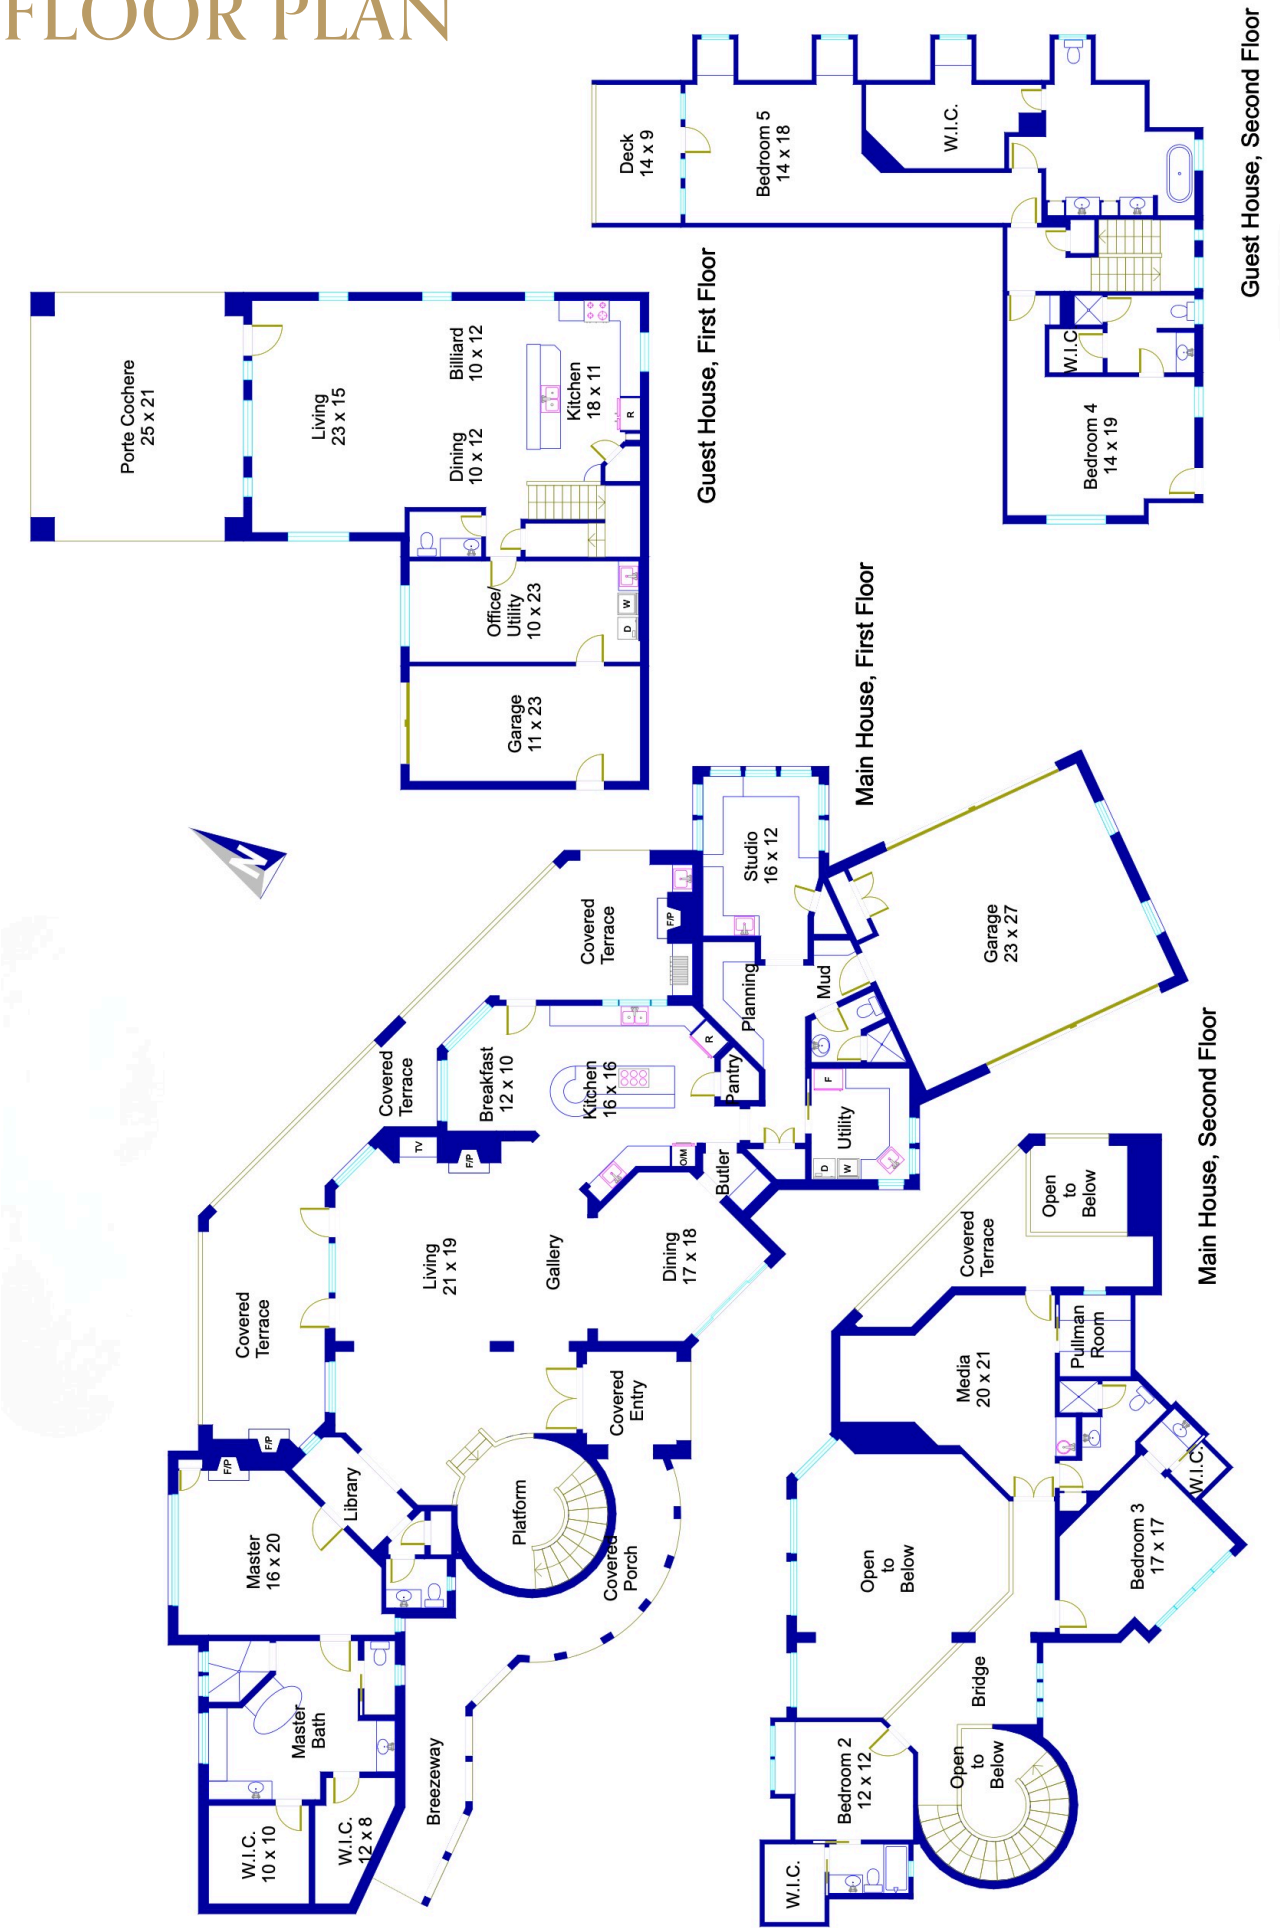 FLOOR PLAN
Deck
14 x 9
Bedroom 5
14 x 18
W.I.C.
W.I.C
Bedroom 4
14 x 19
Guest House, Second Floor
Porte Cochere
25 x 21
Living
23 x 15
Billiard
10 x 12
Dining
10 x 12
Kitchen
18 x 11
R
Office/
Utility
10 x 23
W
D
Garage
11 x 23
Guest House, First Floor
N
Main House, First Floor
Studio
16 x 12
Garage
23 x 27
Covered
Terrace
F/P
Planning
Mud
Covered
Terrace
Breakfast
12 x 10
Kitchen
16 x 16
R
Pantry
F
Utility
D
W
TV
F/P
O/M
Butler
Living
21 x 19
Gallery
Dining
17 x 18
Covered
Terrace
Covered
Entry
F/P
F/P
Library
Platform
Covered
Porch
Master
16 x 20
Master
Bath
Breezeway
W.I.C.
10 x 10
W.I.C.
12 x 8
Main House, Second Floor
Open
to
Below
Covered
Terrace
Pullman
Room
Media
20 x 21
W.I.C.
Bedroom 3
17 x 17
Open
to
Below
Bridge
Open
to
Below
Bedroom 2
12 x 12
W.I.C.